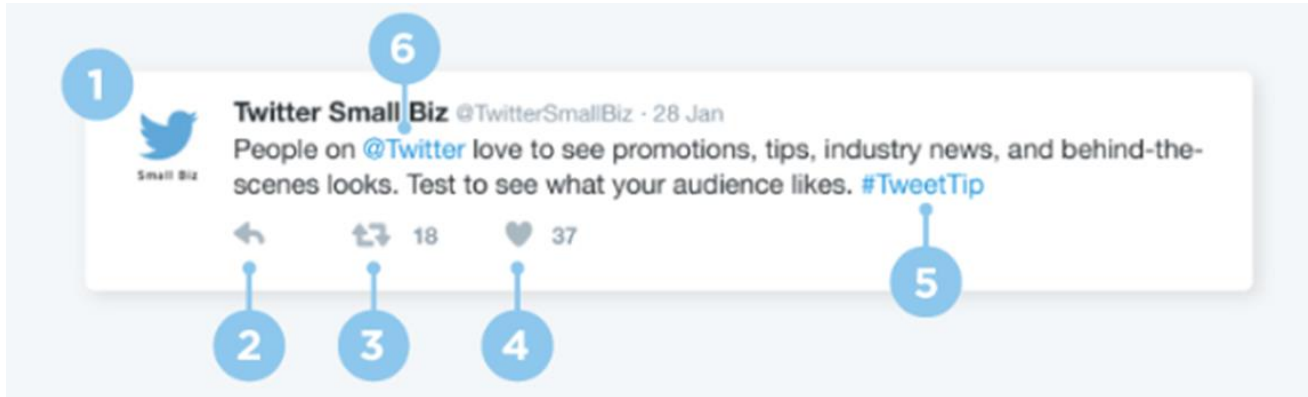 6
1
Twitter Small Biz @TwitterSmallBiz · 28 Jan
People on @Twitter love to see promotions, tips, industry news, and behind-the-
Small Biz
scenes looks. Test to see what your audience likes. #TweetTip
18 37
5
2 3 4